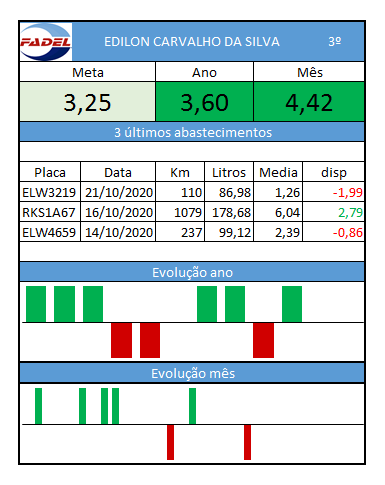 FADEL
EDILON CARVALHO DA SILVA 3º
Meta Ano Mês
3,25 3,60 4,42
3 últimos abastecimentos
Placa Data Km Litros Media disp
ELW3219 21/10/2020 110 86,98 1,26 -1,99
RKS1A67 16/10/2020 1079 178,68 6,04 2,79
ELW4659 14/10/2020 237 99,12 2,39 -0,86
Evolução ano
Evolução mês